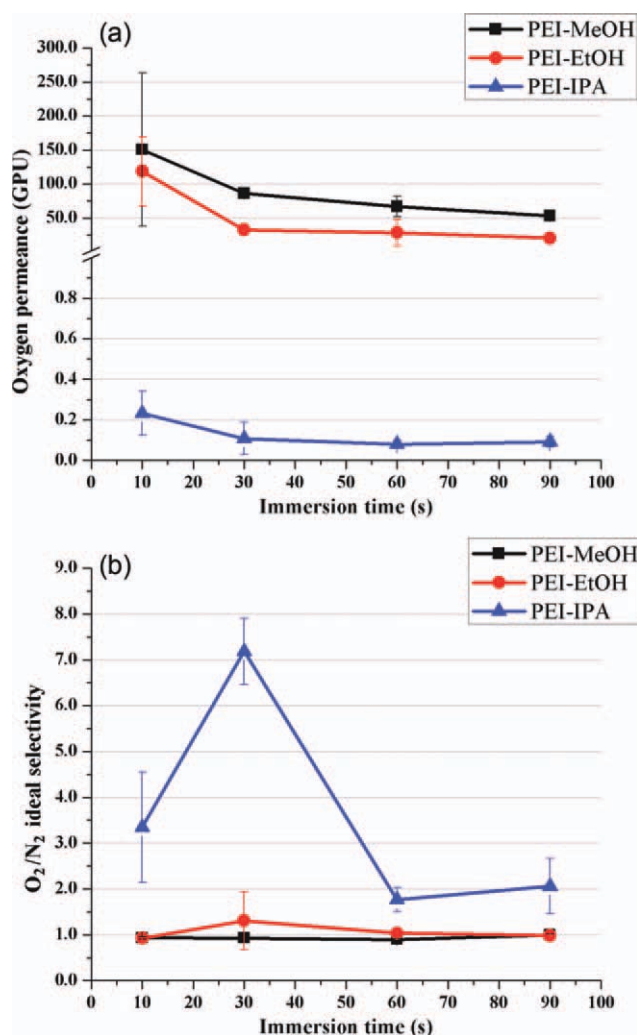 (a)
PEI-MeOH
PEI-EtOH
PEI-IPA
Oxygen permeance (GPU)
300.0
250.0
200.0
150.0
100.0
50.0
0.8
0.6
0.4
0.2
0.0
0 10 20 30 40 50 60 70 80 90 100
Immersion time (s)
(b)
PEI-MeOH
PEI-EtOH
PEI-IPA
O₂/N₂ ideal selectivity
9.0
8.0
7.0
6.0
5.0
4.0
3.0
2.0
1.0
0.0
0 10 20 30 40 50 60 70 80 90 100
Immersion time (s)